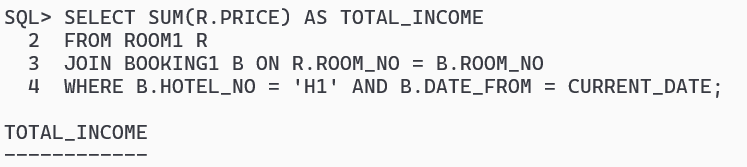 SQL> SELECT SUM(R.PRICE) AS TOTAL_INCOME
  2  FROM ROOM1 R
  3  JOIN BOOKING1 B ON R.ROOM_NO = B.ROOM_NO
  4  WHERE B.HOTEL_NO = 'H1' AND B.DATE_FROM = CURRENT_DATE;

TOTAL_INCOME
------------